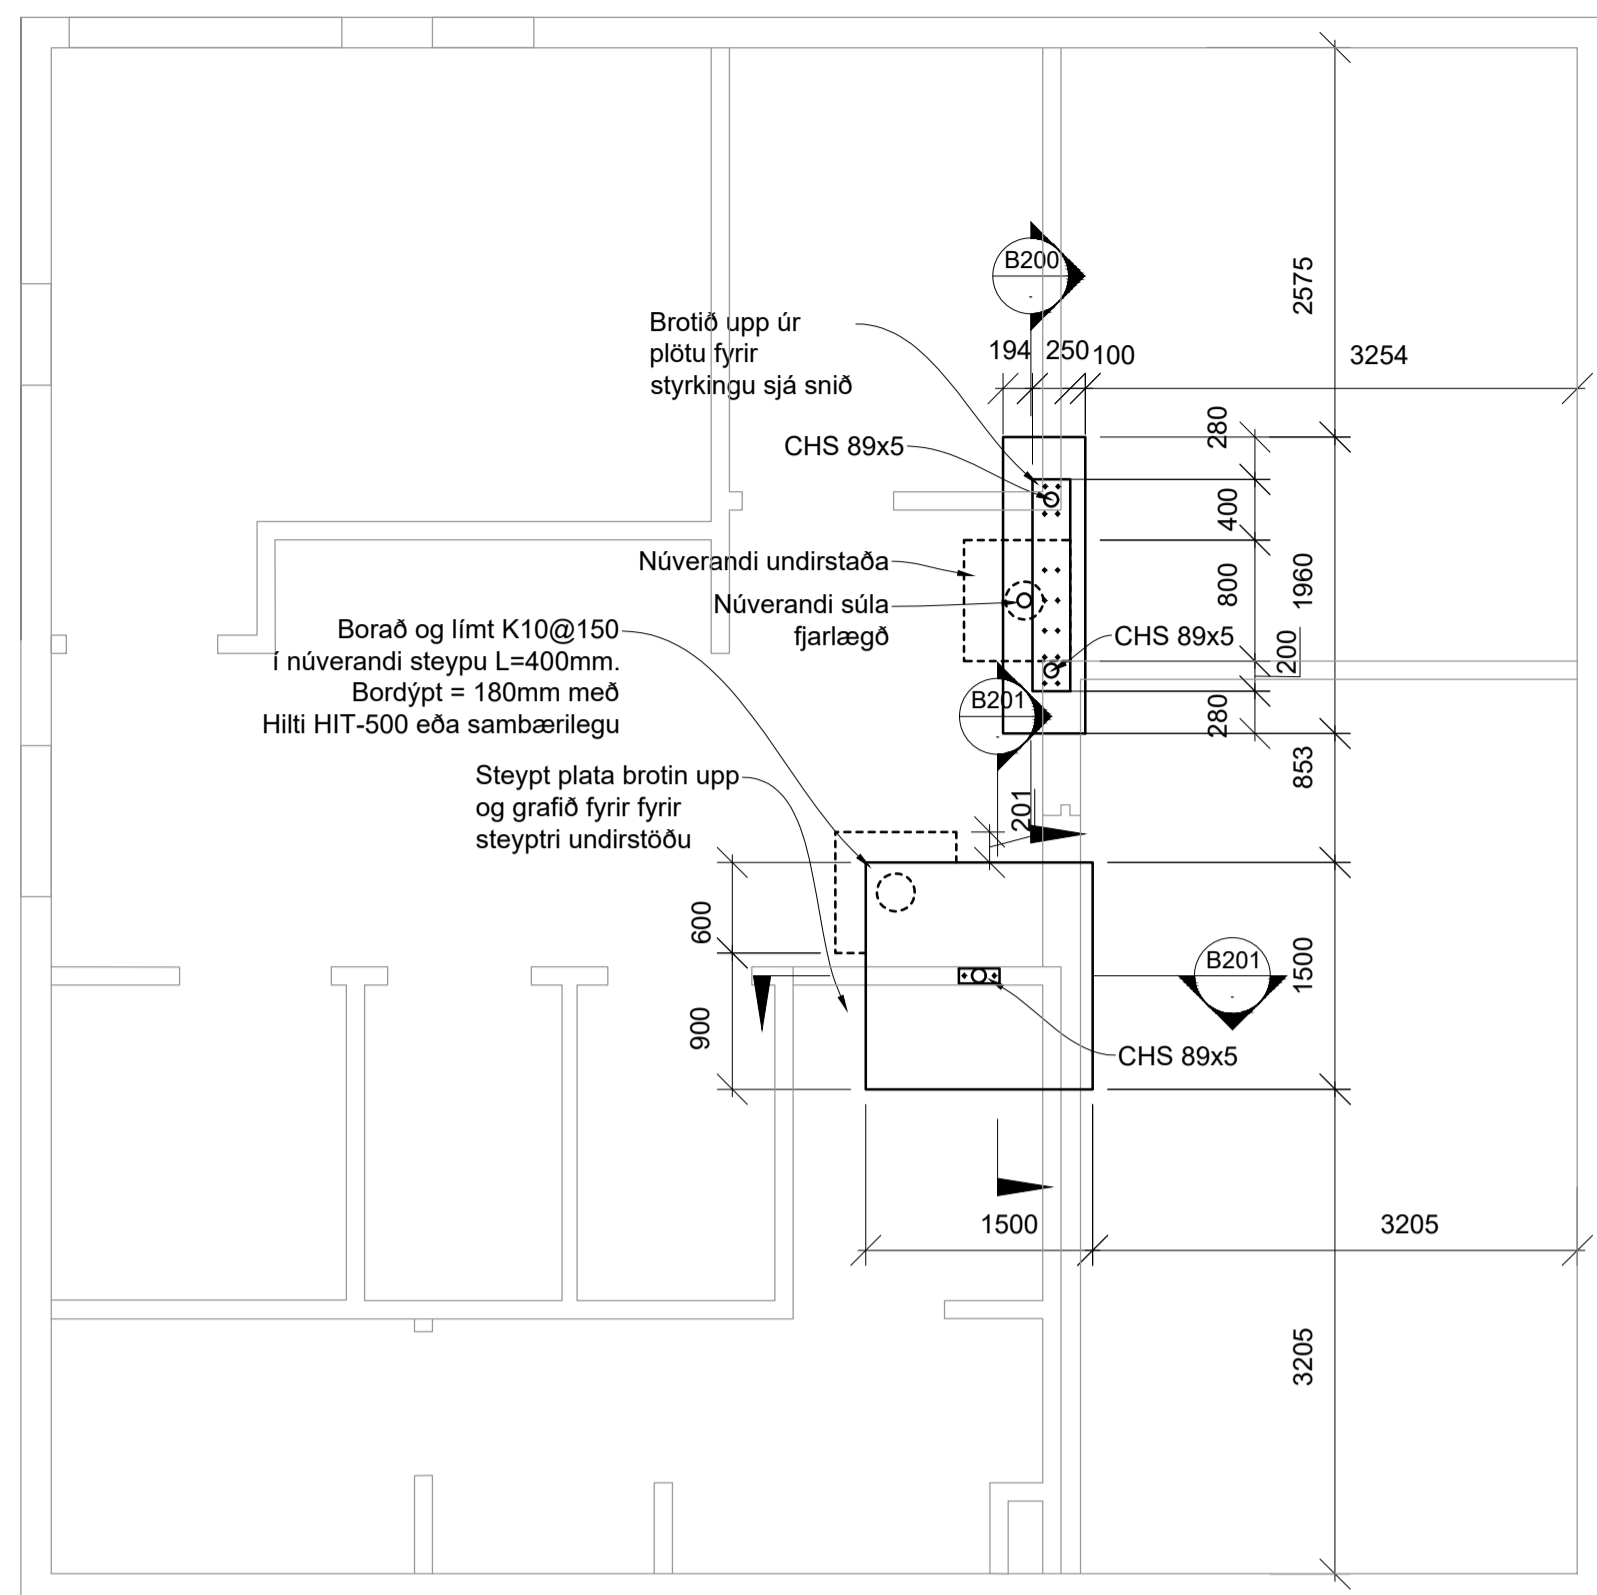 B200
-
2575
Brotið upp úr
plötu fyrir
styrkingu sjá snið
194
250
100
3254
280
CHS 89x5
400
Núverandi undirstaða
800
1960
Núverandi súla
fjarlægð
CHS 89x5
200
Borað og límt K10@150
í núverandi steypu L=400mm.
Bordýpt = 180mm með
Hilti HIT-500 eða sambærilegu
B201
-
280
853
Steypt plata brotin upp
og grafið fyrir fyrir
steyptri undirstöðu
201
600
B201
-
1500
900
CHS 89x5
1500
3205
3205